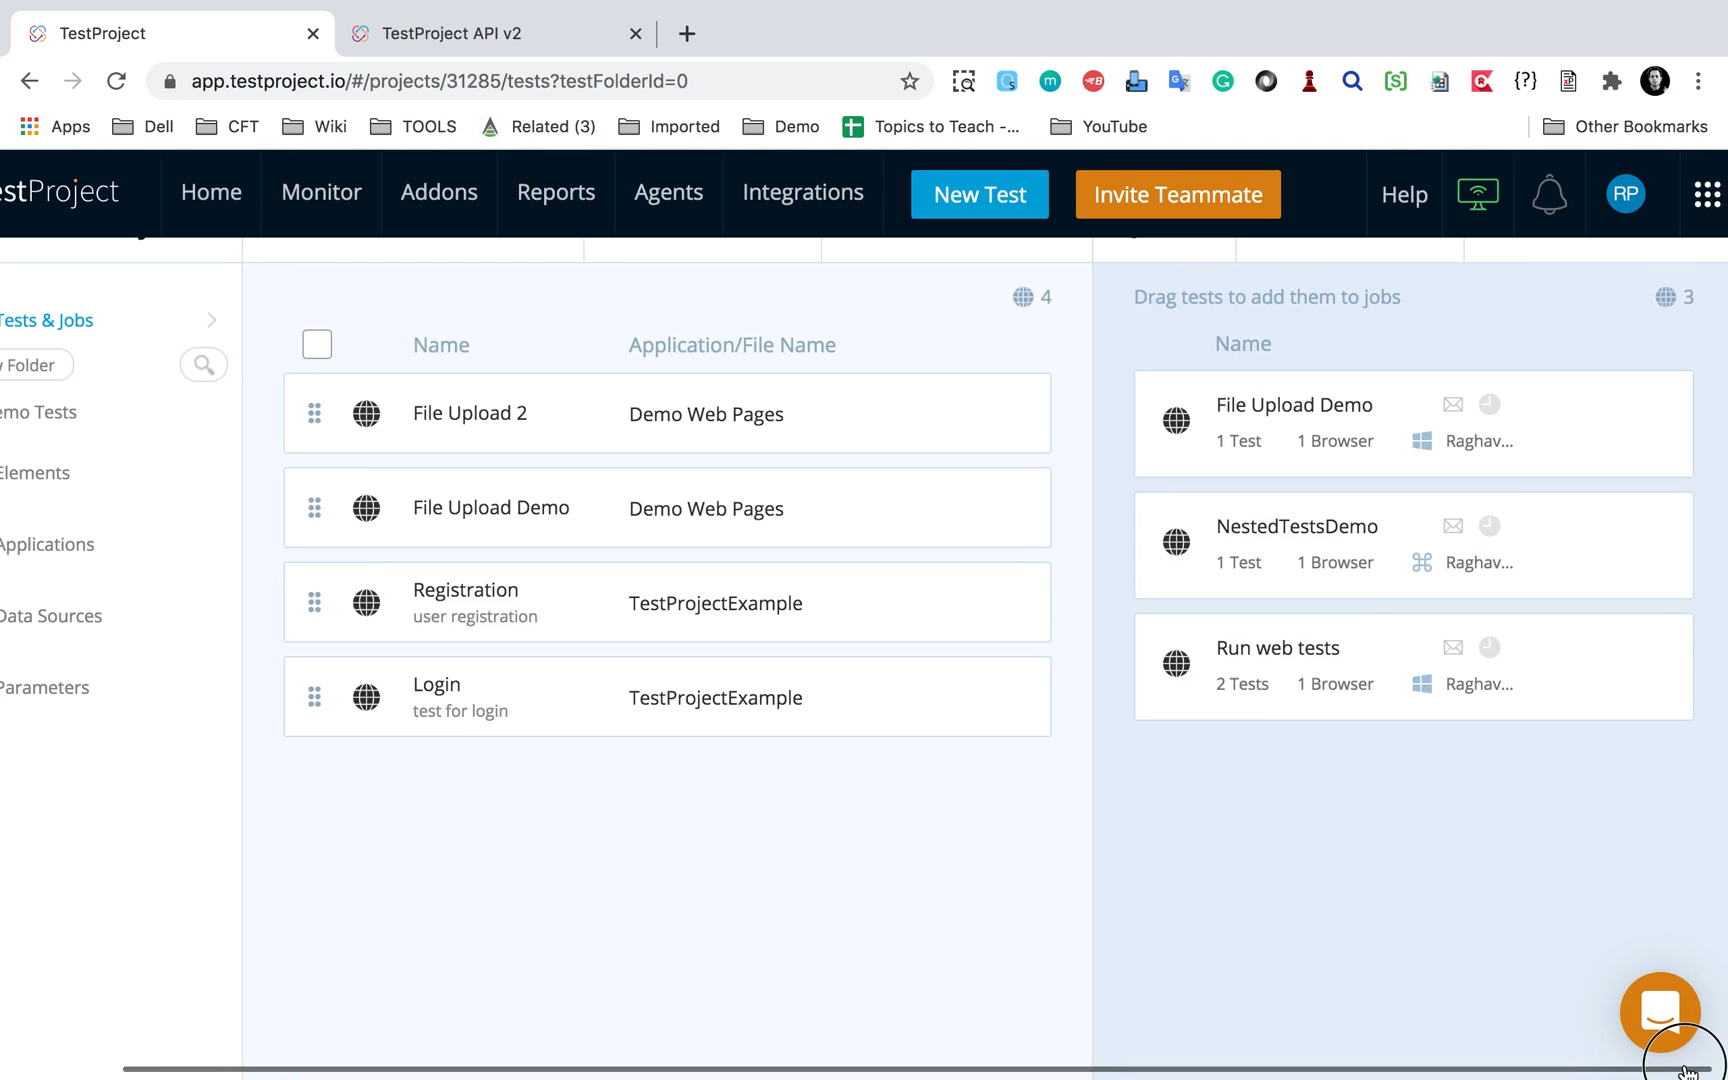 TestProject
TestProject API v2
app.testproject.io/#/projects/31285/tests?testFolderId=0
Apps
Dell
CFT
Wiki
TOOLS
Related (3)
Imported
Demo
Topics to Teach -...
YouTube
Other Bookmarks
estProject
Home
Monitor
Addons
Reports
Agents
Integrations
New Test
Invite Teammate
Help
RP
Tests & Jobs
w Folder
emo Tests
Elements
Applications
Data Sources
Parameters
4
Name
Application/File Name
File Upload 2
Demo Web Pages
File Upload Demo
Demo Web Pages
Registration
user registration
TestProjectExample
Login
test for login
TestProjectExample
Drag tests to add them to jobs
3
Name
File Upload Demo
1 Test
1 Browser
Raghav...
NestedTestsDemo
1 Test
1 Browser
Raghav...
Run web tests
2 Tests
1 Browser
Raghav...